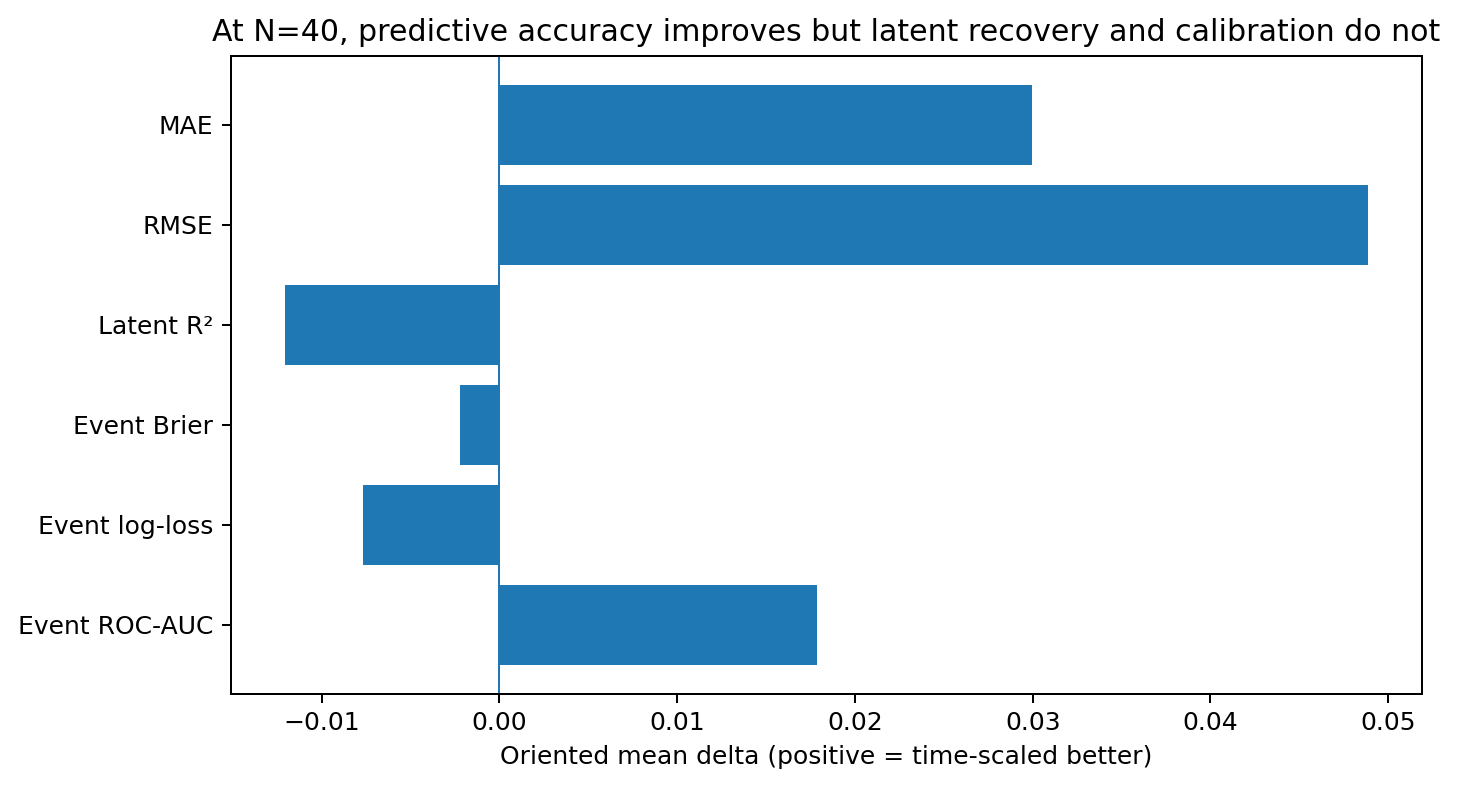 At N=40, predictive accuracy improves but latent recovery and calibration do not
MAE
RMSE
Latent R²
Event Brier
Event log-loss
Event ROC-AUC
−0.01 0.00 0.01 0.02 0.03 0.04 0.05
Oriented mean delta (positive = time-scaled better)